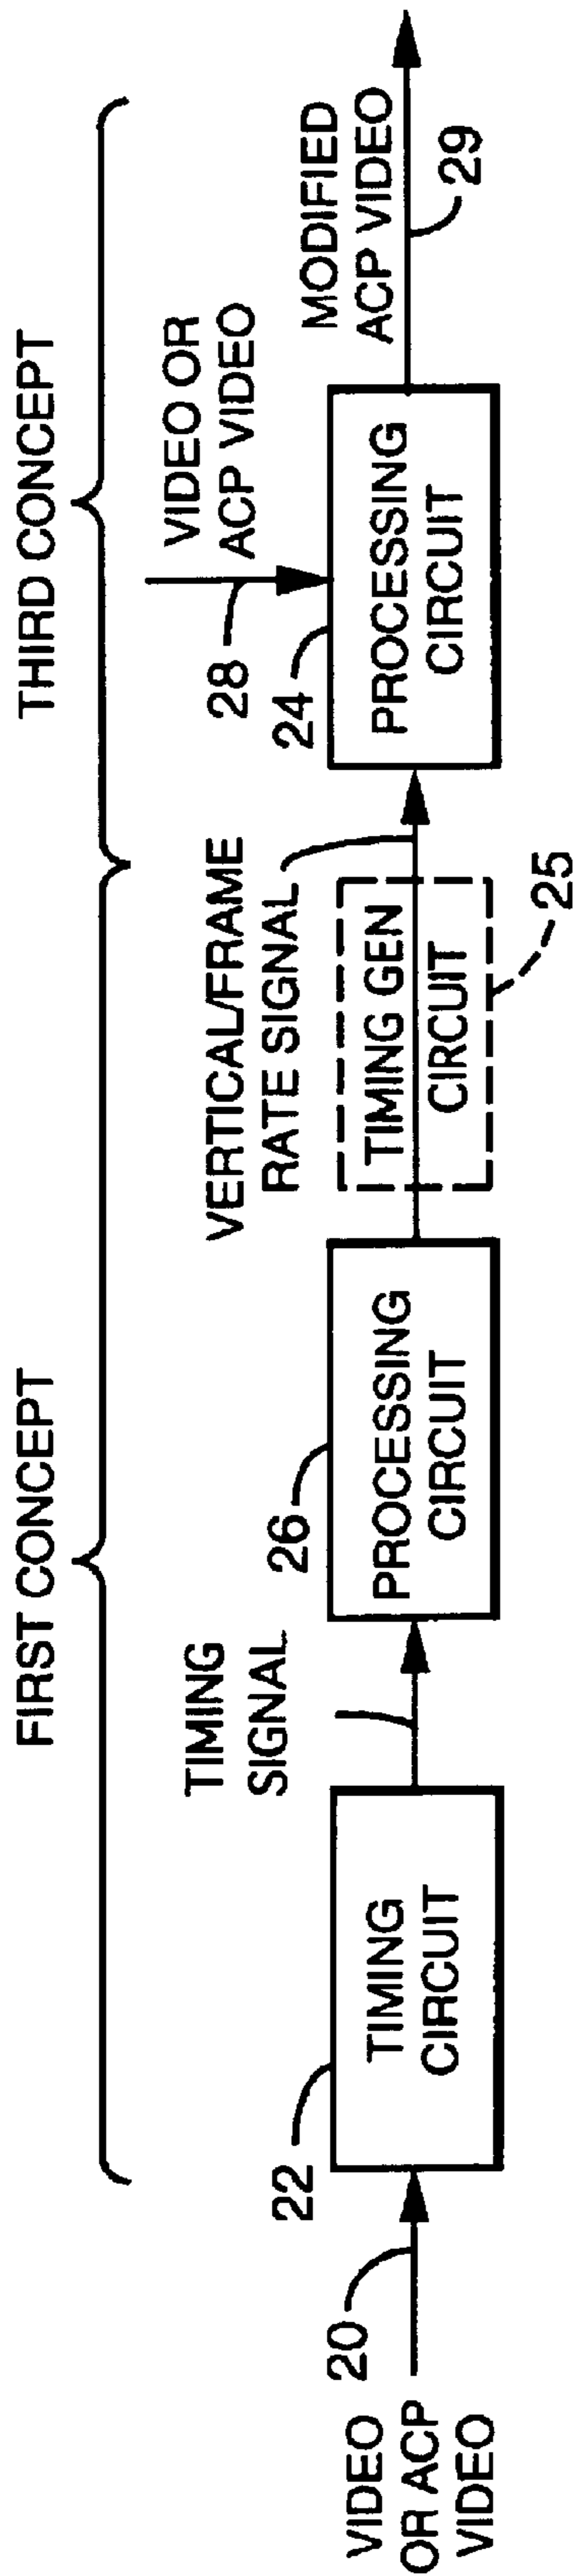 FIRST CONCEPT
THIRD CONCEPT
VIDEO
OR ACP
VIDEO
20
22
TIMING
CIRCUIT
TIMING
SIGNAL
26
PROCESSING
CIRCUIT
VERTICAL/FRAME
RATE SIGNAL
TIMING GEN
CIRCUIT
25
24
PROCESSING
CIRCUIT
28
VIDEO OR
ACP VIDEO
MODIFIED
ACP VIDEO
29